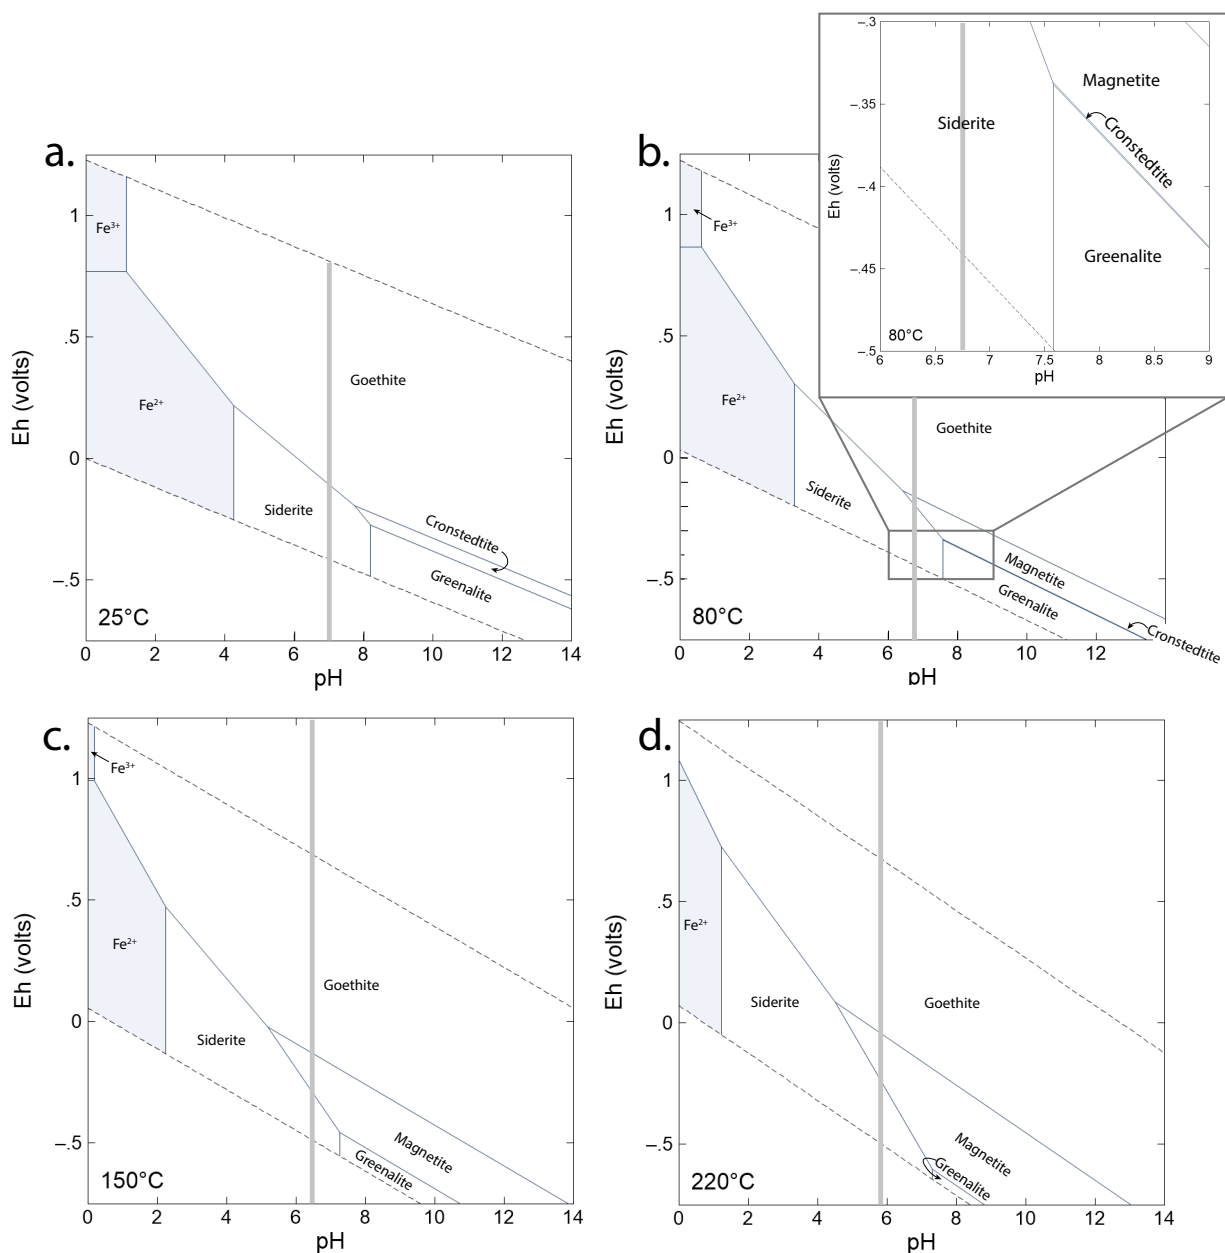 a.
1
.5
0
–.5
Eh (volts)
Fe³⁺
Fe²⁺
Goethite
Siderite
Cronstedtite
Greenalite
25°C
0 2 4 6 8 10 12 14
pH
b.
1
.5
0
–.5
Eh (volts)
Fe³⁺
Fe²⁺
Goethite
Siderite
Magnetite
Greenalite
Cronstedtite
80°C
0 2 4 6 8 10 12
pH
–.3
–.35
–.4
–.45
–.5
Eh (volts)
Siderite
Magnetite
Cronstedtite
Greenalite
80°C
6 6.5 7 7.5 8 8.5 9
pH
c.
1
.5
0
–.5
Eh (volts)
Fe³⁺
Fe²⁺
Goethite
Siderite
Magnetite
Greenalite
150°C
0 2 4 6 8 10 12 14
pH
d.
1
.5
0
–.5
Eh (volts)
Fe²⁺
Siderite
Goethite
Magnetite
Greenalite
220°C
0 2 4 6 8 10 12 14
pH